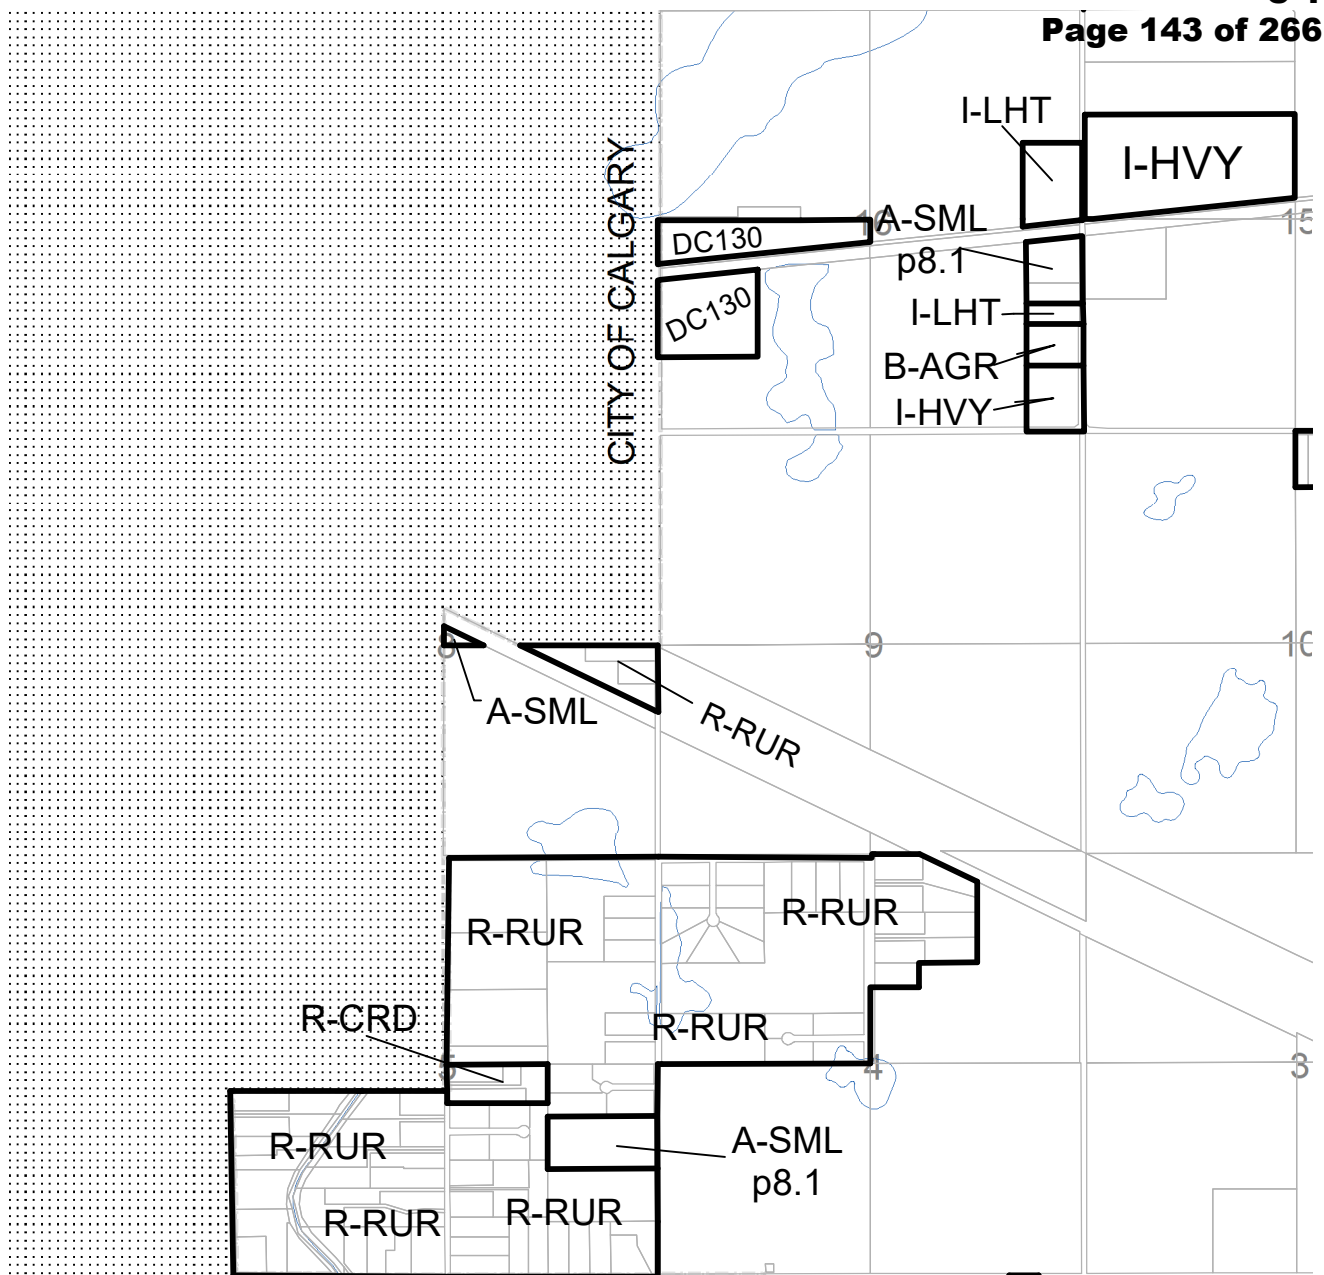 Page 143 of 266
I-LHT
I-HVY
CITY OF CALGARY
16
15
A-SML
p8.1
DC130
DC130
I-LHT
B-AGR
I-HVY
8
9
10
A-SML
R-RUR
R-RUR
R-RUR
R-CRD
R-RUR
5
4
3
R-RUR
A-SML
p8.1
R-RUR
R-RUR